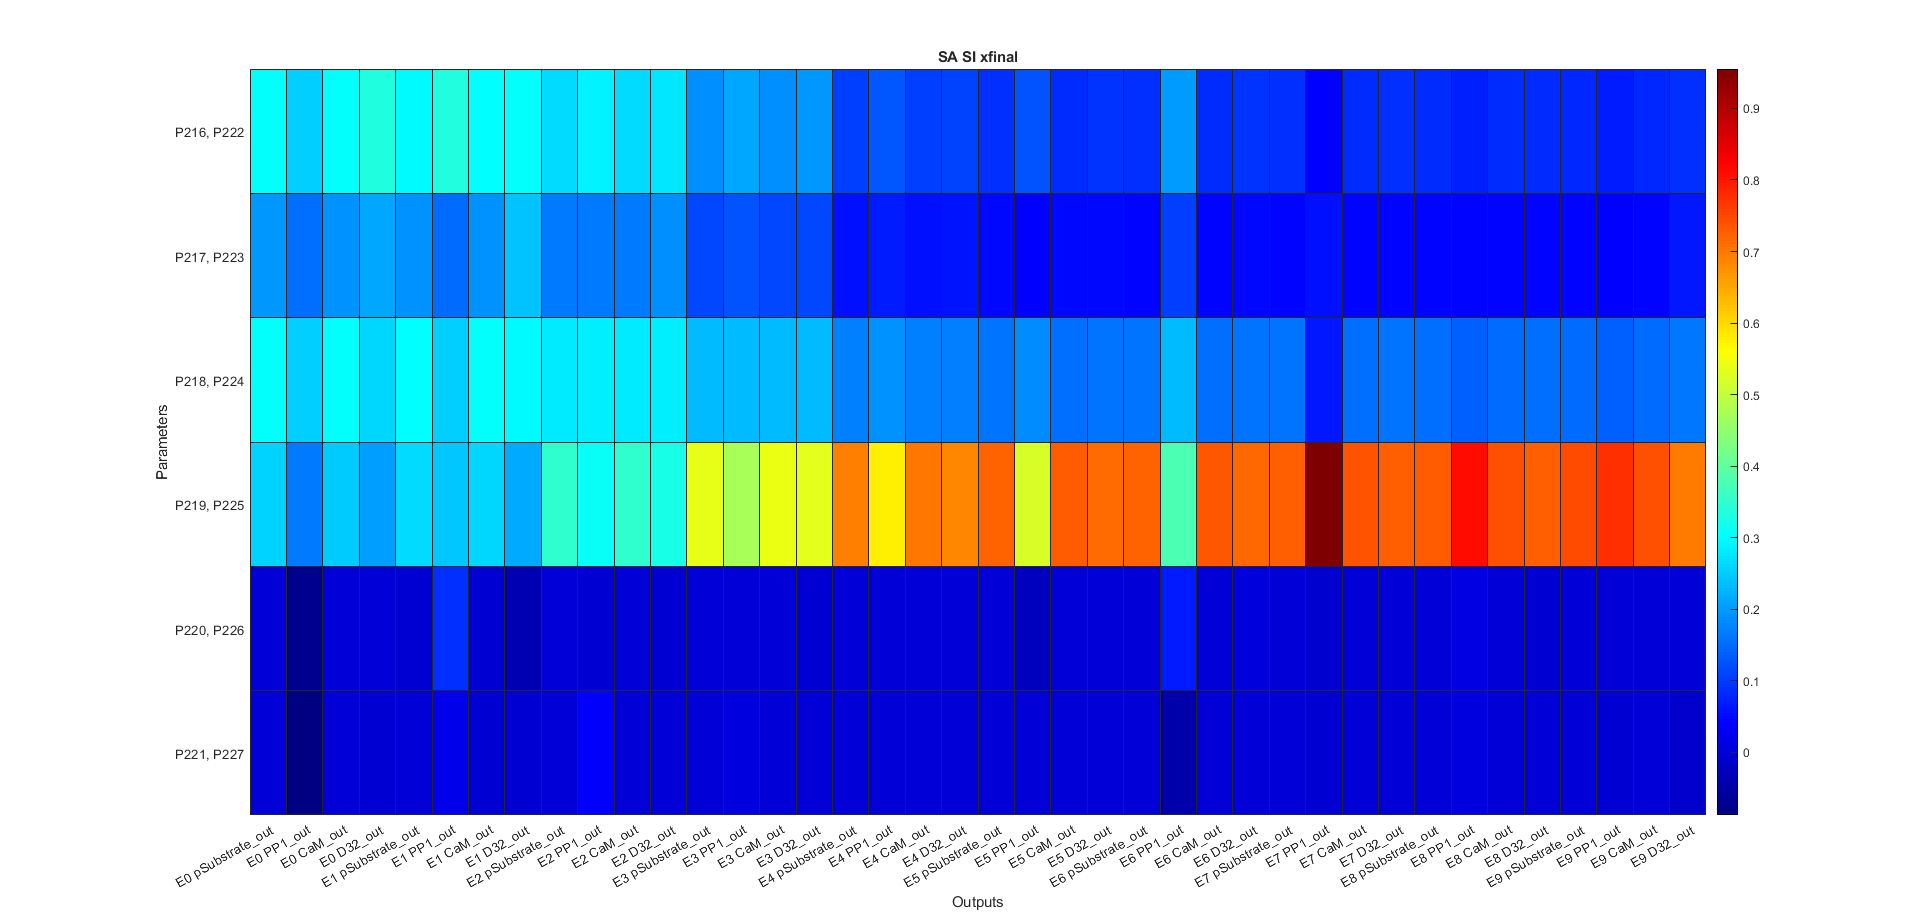 SA SI xfinal
P216, P222
P217, P223
P218, P224
P219, P225
P220, P226
P221, P227
Parameters
0.9
0.8
0.7
0.6
0.5
0.4
0.3
0.2
0.1
0
E0 pSubstrate_out
E0 PP1_out
E0 CaM_out
E0 D32_out
E1 pSubstrate_out
E1 PP1_out
E1 CaM_out
E1 D32_out
E2 pSubstrate_out
E2 PP1_out
E2 CaM_out
E2 D32_out
E3 pSubstrate_out
E3 PP1_out
E3 CaM_out
E3 D32_out
E4 pSubstrate_out
E4 PP1_out
E4 CaM_out
E4 D32_out
E5 pSubstrate_out
E5 PP1_out
E5 CaM_out
E5 D32_out
E6 pSubstrate_out
E6 PP1_out
E6 CaM_out
E6 D32_out
E7 pSubstrate_out
E7 PP1_out
E7 CaM_out
E7 D32_out
E8 pSubstrate_out
E8 PP1_out
E8 CaM_out
E8 D32_out
E9 pSubstrate_out
E9 PP1_out
E9 CaM_out
E9 D32_out
Outputs